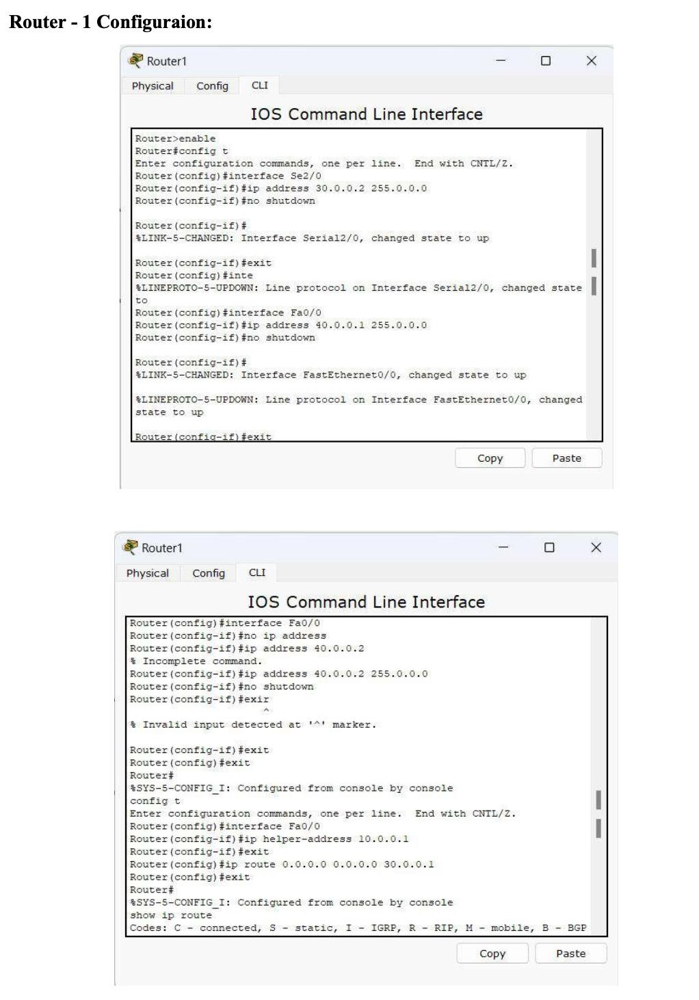 Router - 1 Configuraion:
Router1
Physical Config CLI
IOS Command Line Interface
Router>enable
Router#config t
Enter configuration commands, one per line.  End with CNTL/Z.
Router(config)#interface Se2/0
Router(config-if)#ip address 30.0.0.2 255.0.0.0
Router(config-if)#no shutdown
Router(config-if)#
%LINK-5-CHANGED: Interface Serial2/0, changed state to up
Router(config-if)#exit
Router(config)#inte
%LINEPROTO-5-UPDOWN: Line protocol on Interface Serial2/0, changed state
to
Router(config)#interface Fa0/0
Router(config-if)#ip address 40.0.0.1 255.0.0.0
Router(config-if)#no shutdown
Router(config-if)#
%LINK-5-CHANGED: Interface FastEthernet0/0, changed state to up
%LINEPROTO-5-UPDOWN: Line protocol on Interface FastEthernet0/0, changed
state to up
Router(config-if)#exit
Copy Paste
Router1
Physical Config CLI
IOS Command Line Interface
Router(config)#interface Fa0/0
Router(config-if)#no ip address
Router(config-if)#ip address 40.0.0.2
% Incomplete command.
Router(config-if)#ip address 40.0.0.2 255.0.0.0
Router(config-if)#no shutdown
Router(config-if)#exir
^
% Invalid input detected at '^' marker.
Router(config-if)#exit
Router(config)#exit
Router#
%SYS-5-CONFIG_I: Configured from console by console
config t
Enter configuration commands, one per line.  End with CNTL/Z.
Router(config)#interface Fa0/0
Router(config-if)#ip helper-address 10.0.0.1
Router(config-if)#exit
Router(config)#ip route 0.0.0.0 0.0.0.0 30.0.0.1
Router(config)#exit
Router#
%SYS-5-CONFIG_I: Configured from console by console
show ip route
Codes: C - connected, S - static, I - IGRP, R - RIP, M - mobile, B - BGP
Copy Paste